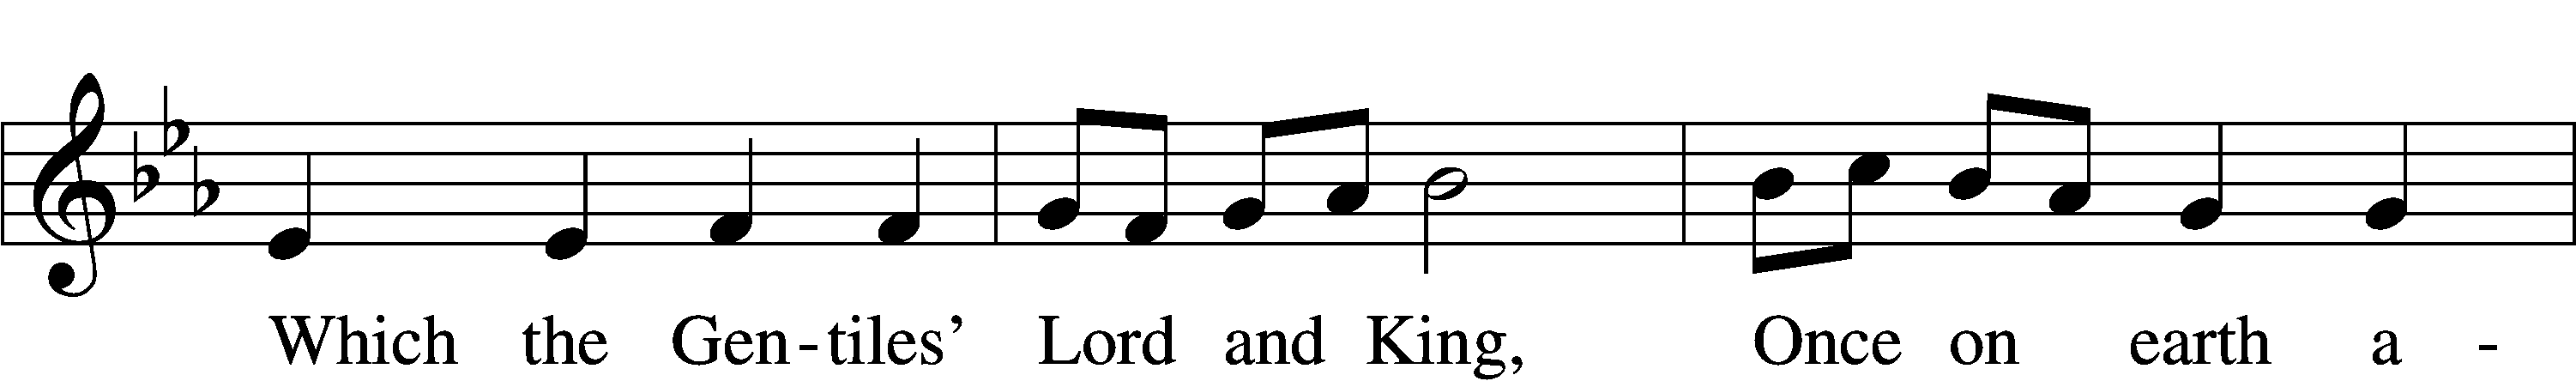 Which the Gen-tiles’ Lord and King, Once on earth a -